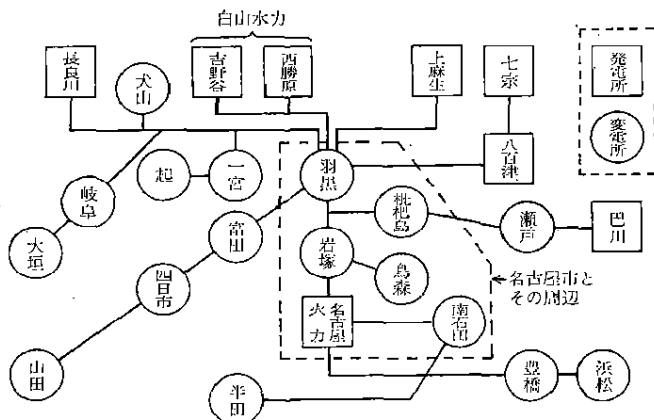 白山水力
長良川
犬山
吉野谷
西勝原
上麻生
七宗
発電所
変電所
岐阜
起
一宮
羽黒
八百津
大垣
富田
枇杷島
瀬戸
巴川
四日市
岩塚
鳥森
名古屋市と
その周辺
山田
名古屋
火力
南石田
半田
豊橋
浜松